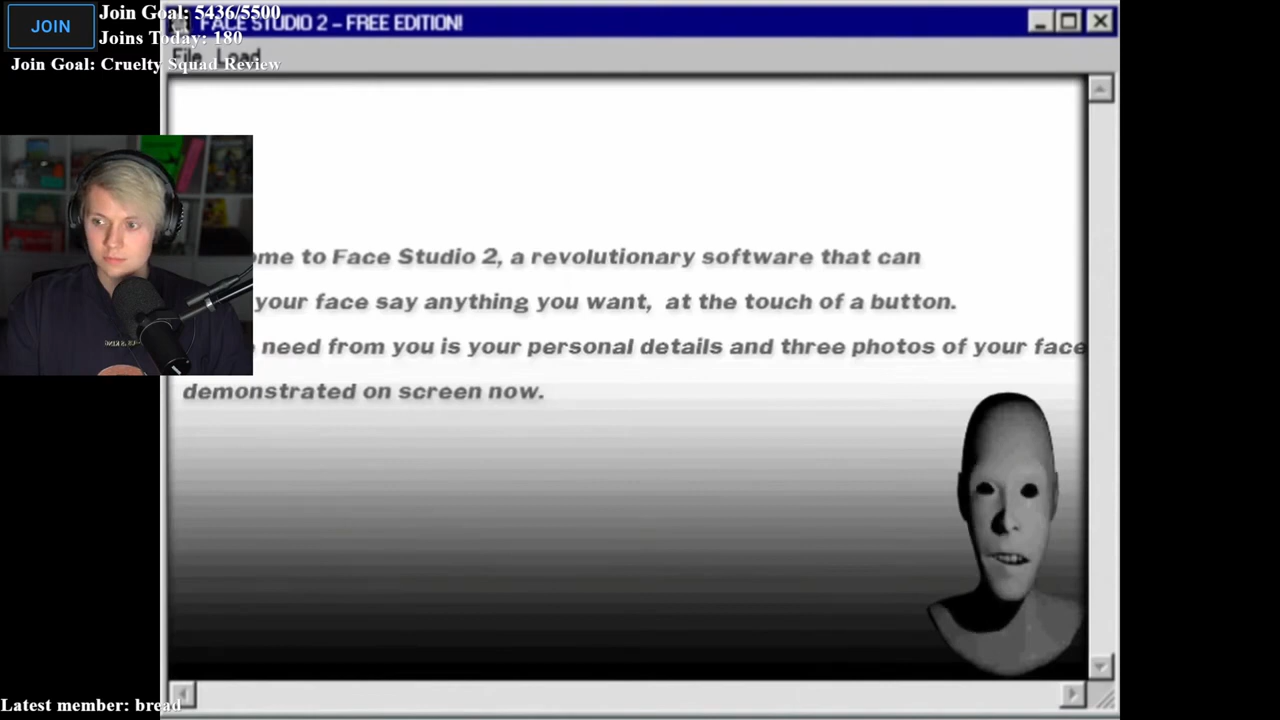 JOIN
Join Goal: 5436/5500
Joins Today: 180
Join Goal: Cruelty Squad Review
FACE STUDIO 2 – FREE EDITION!
File Load
ome to Face Studio 2, a revolutionary software that can
your face say anything you want, at the touch of a button.
need from you is your personal details and three photos of your face
demonstrated on screen now.
Latest member: bread